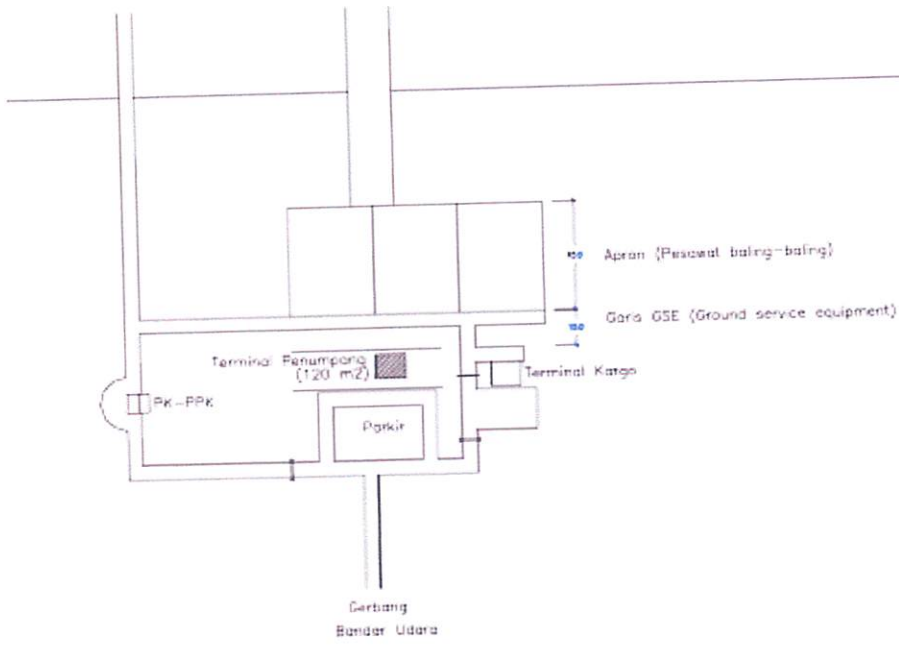 Apron (Pesawat baling-baling)
Garis GSE (Ground service equipment)
Terminal Penumpang
(120 m2)
Terminal Kargo
PK-PPK
Parkir
Gerbang
Bandar Udara